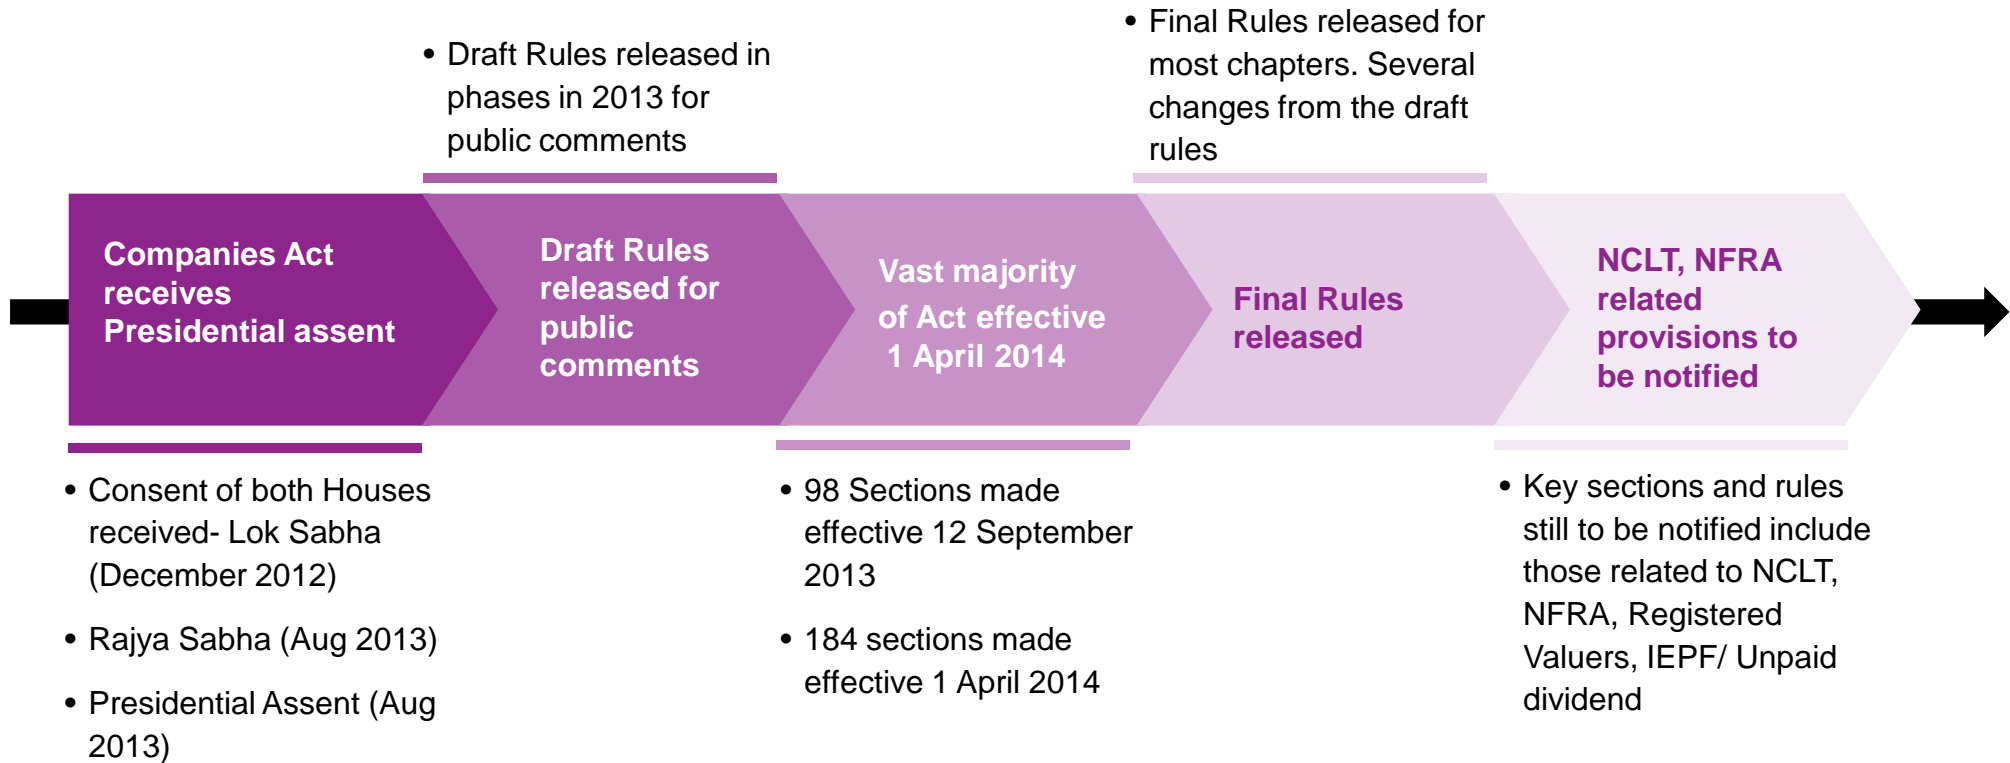 • Draft Rules released in
phases in 2013 for
public comments
• Final Rules released for
most chapters. Several
changes from the draft
rules
Companies Act
receives
Presidential assent
Draft Rules
released for
public
comments
Vast majority
of Act effective
1 April 2014
Final Rules
released
NCLT, NFRA
related
provisions to
be notified
• Consent of both Houses
received- Lok Sabha
(December 2012)
• Rajya Sabha (Aug 2013)
• Presidential Assent (Aug
2013)
• 98 Sections made
effective 12 September
2013
• 184 sections made
effective 1 April 2014
• Key sections and rules
still to be notified include
those related to NCLT,
NFRA, Registered
Valuers, IEPF/ Unpaid
dividend